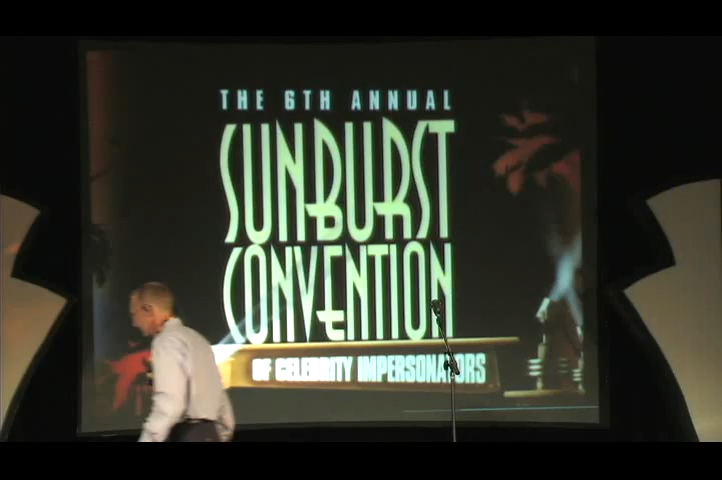 THE 6TH ANNUAL
SUNBURST
CONVENTION
OF CELEBRITY IMPERSONATORS